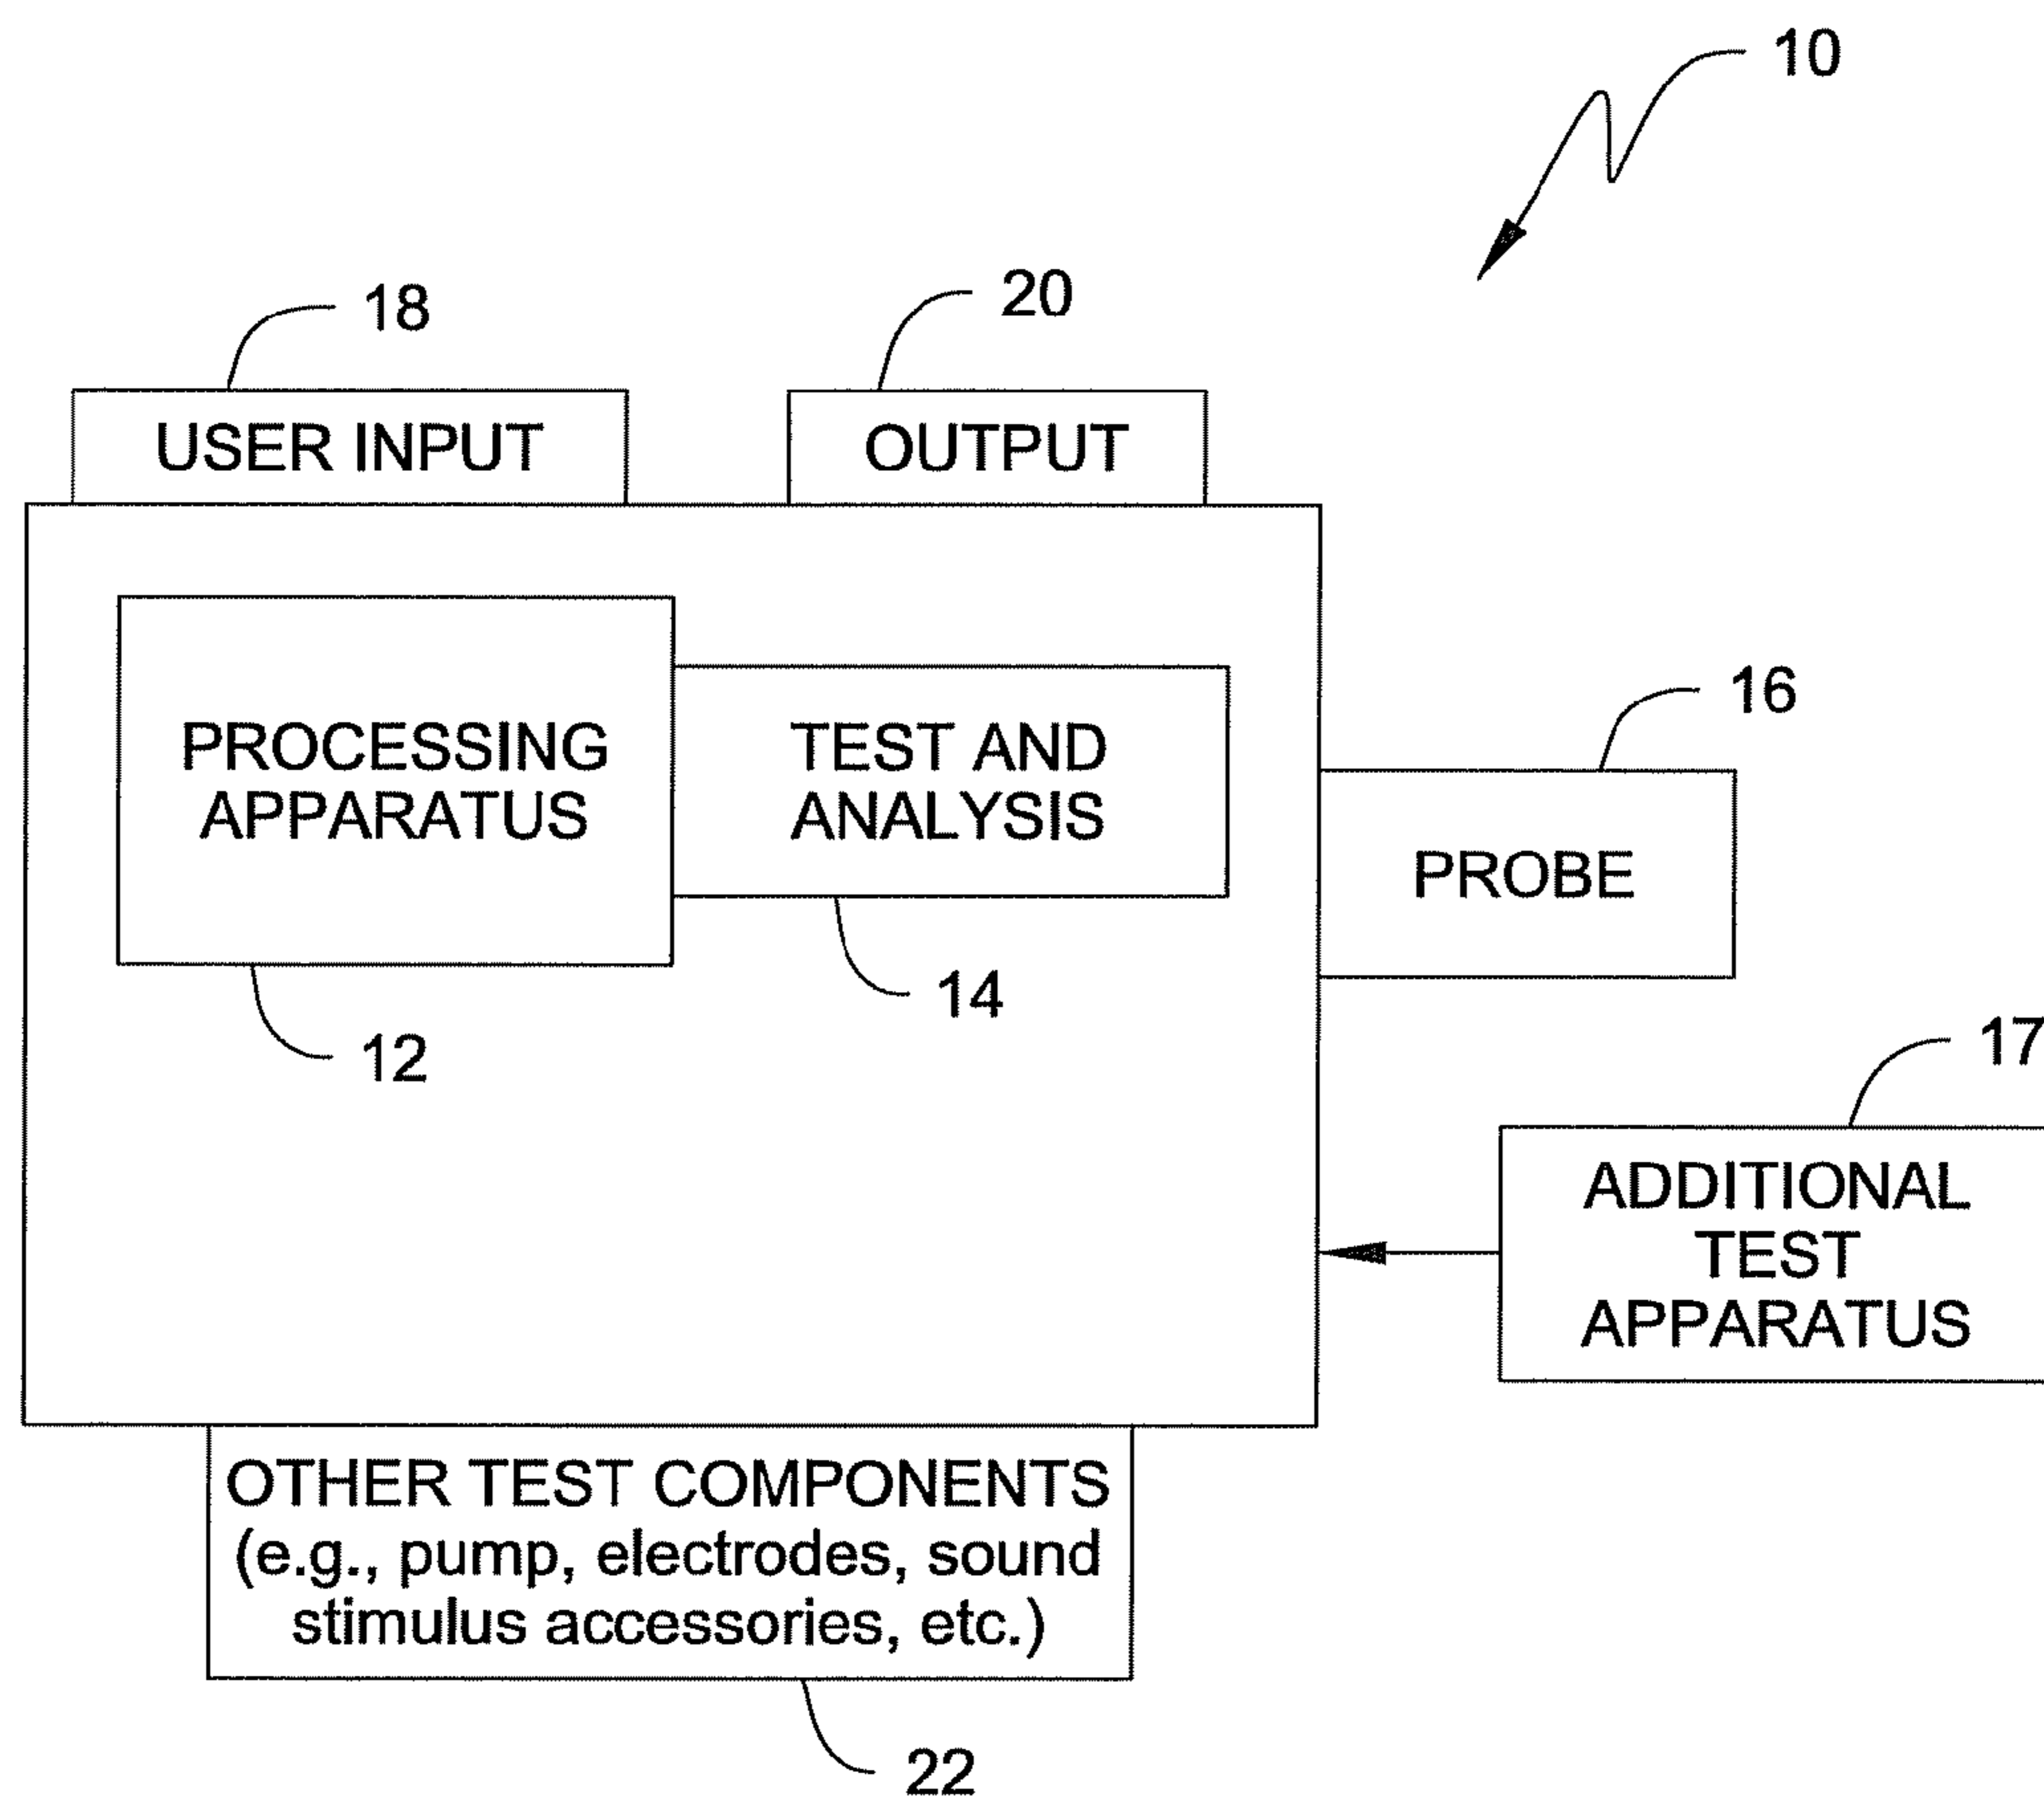 10
18
20
USER INPUT
OUTPUT
PROCESSING
APPARATUS
TEST AND
ANALYSIS
16
PROBE
14
12
17
ADDITIONAL
TEST
APPARATUS
OTHER TEST COMPONENTS
(e.g., pump, electrodes, sound
stimulus accessories, etc.)
22